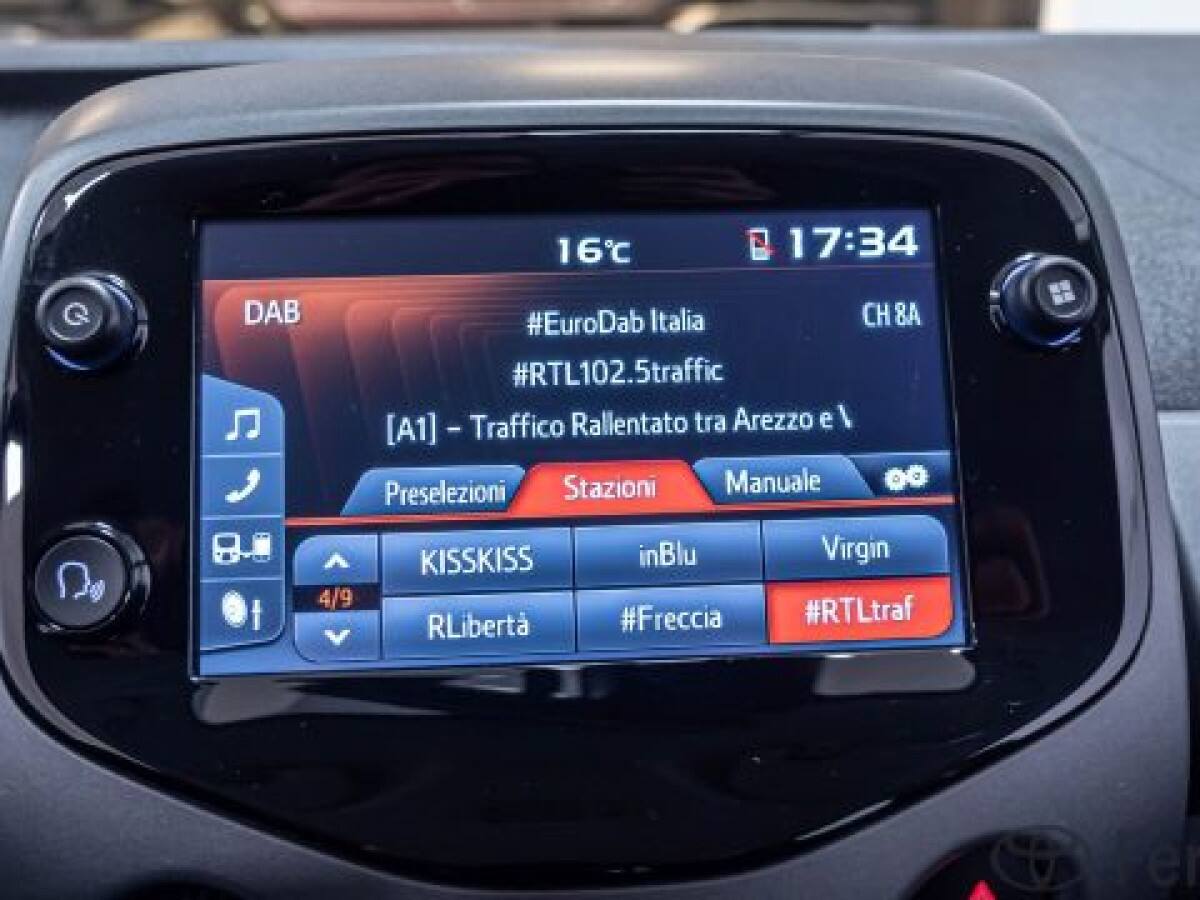 16°C 17:34
DAB #EuroDab Italia CH 8A
#RTL102.5traffic
[A1] - Traffico Rallentato tra Arezzo e \
Preselezioni Stazioni Manuale
KISSKISS inBlu Virgin
4/9
RLibertà #Freccia #RTLtraf